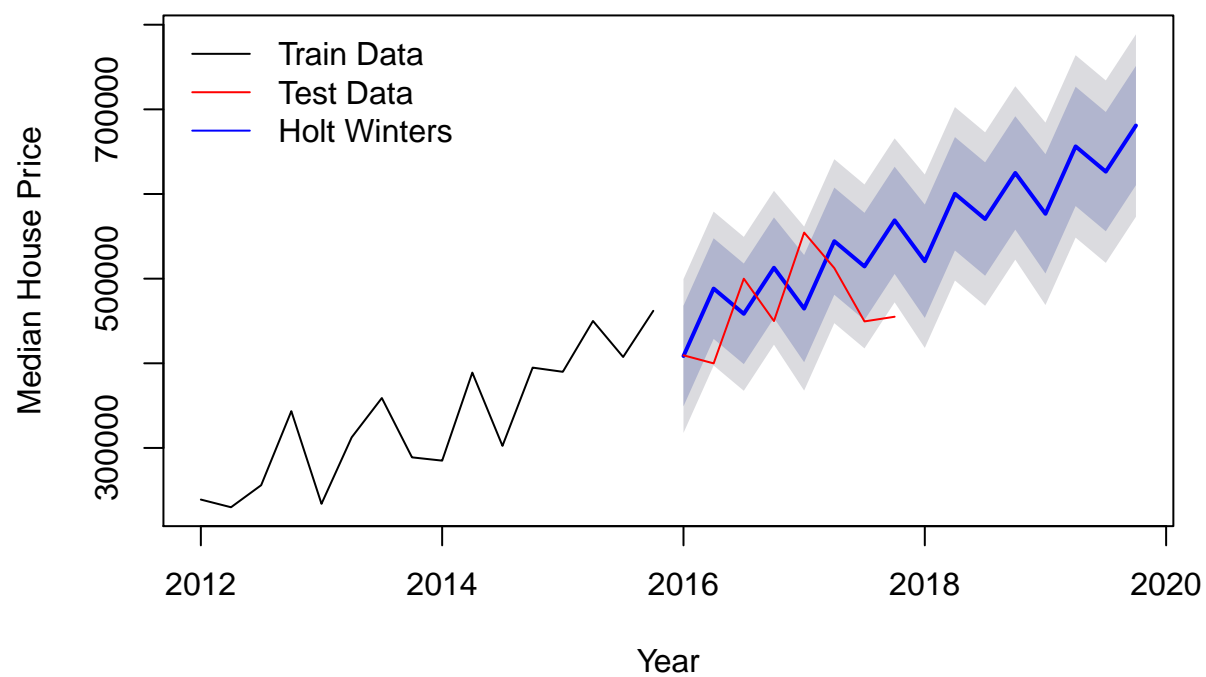 Train Data
Test Data
Holt Winters
Median House Price
700000
500000
300000
2012 2014 2016 2018 2020
Year